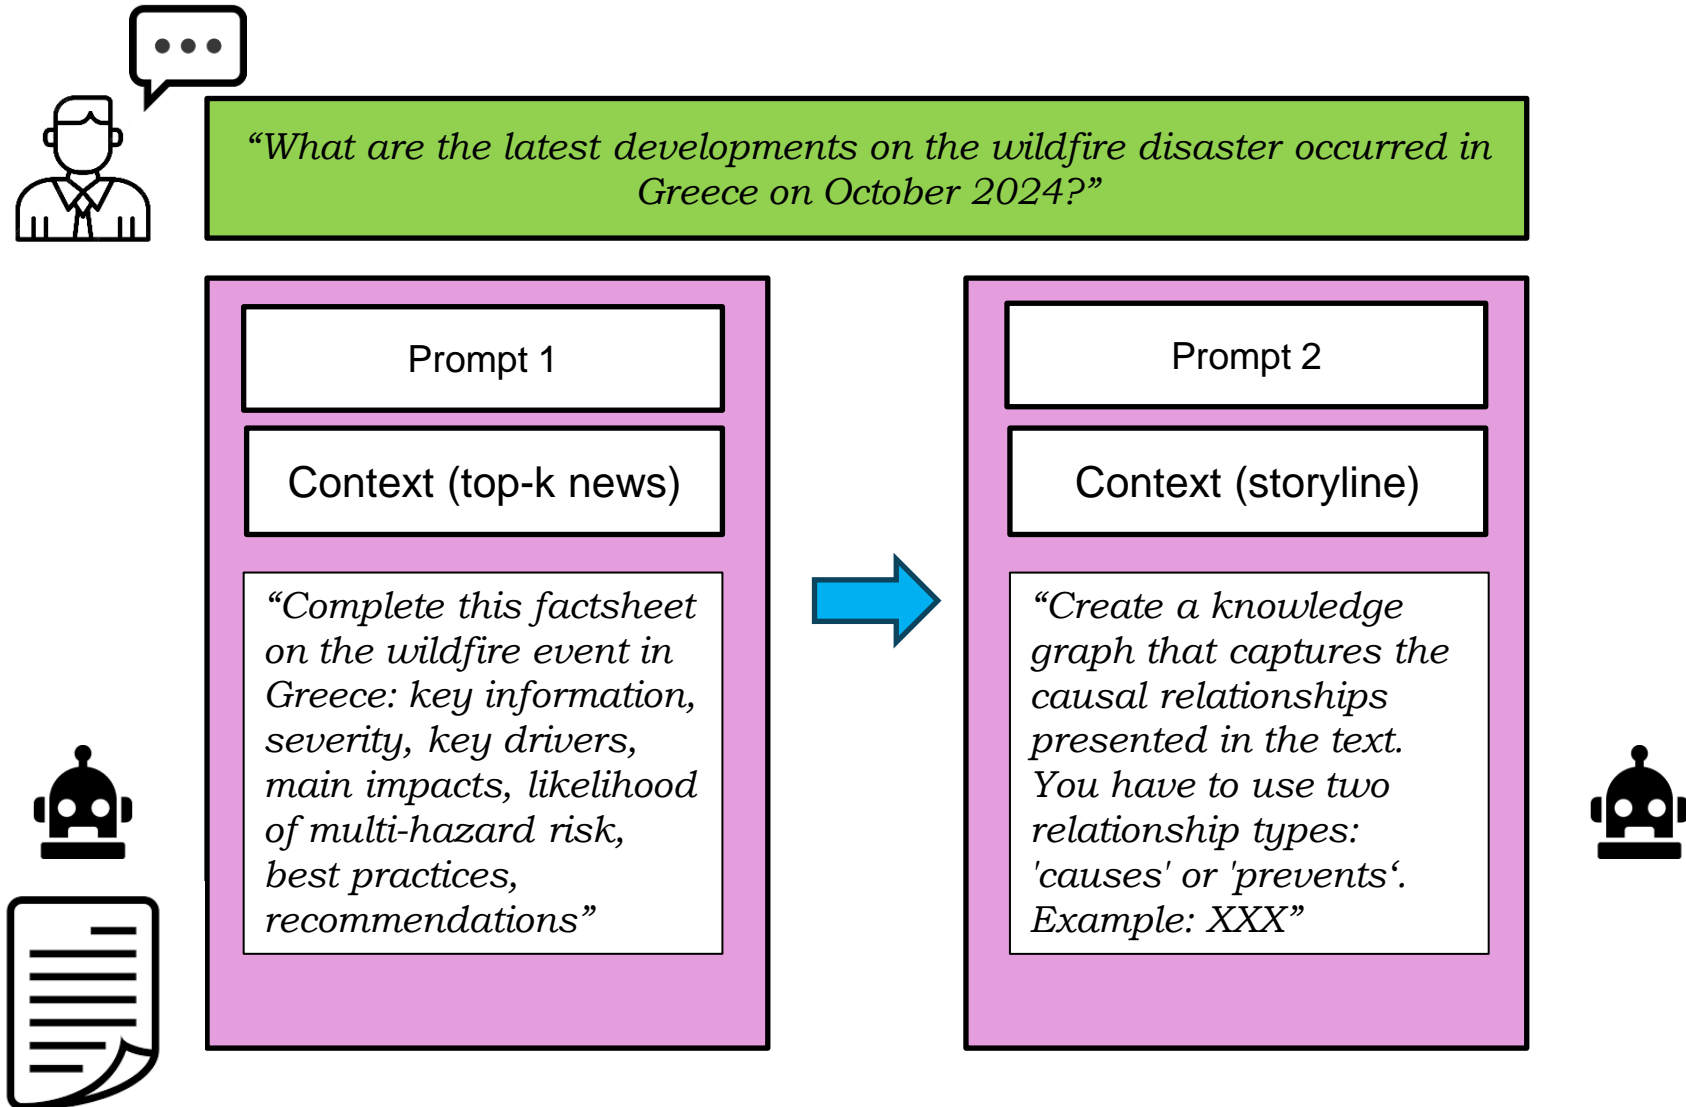 “What are the latest developments on the wildfire disaster occurred in
Greece on October 2024?”
Prompt 1
Context (top-k news)
“Complete this factsheet
on the wildfire event in
Greece: key information,
severity, key drivers,
main impacts, likelihood
of multi-hazard risk,
best practices,
recommendations”
Prompt 2
Context (storyline)
“Create a knowledge
graph that captures the
causal relationships
presented in the text.
You have to use two
relationship types:
'causes' or 'prevents‘.
Example: XXX”